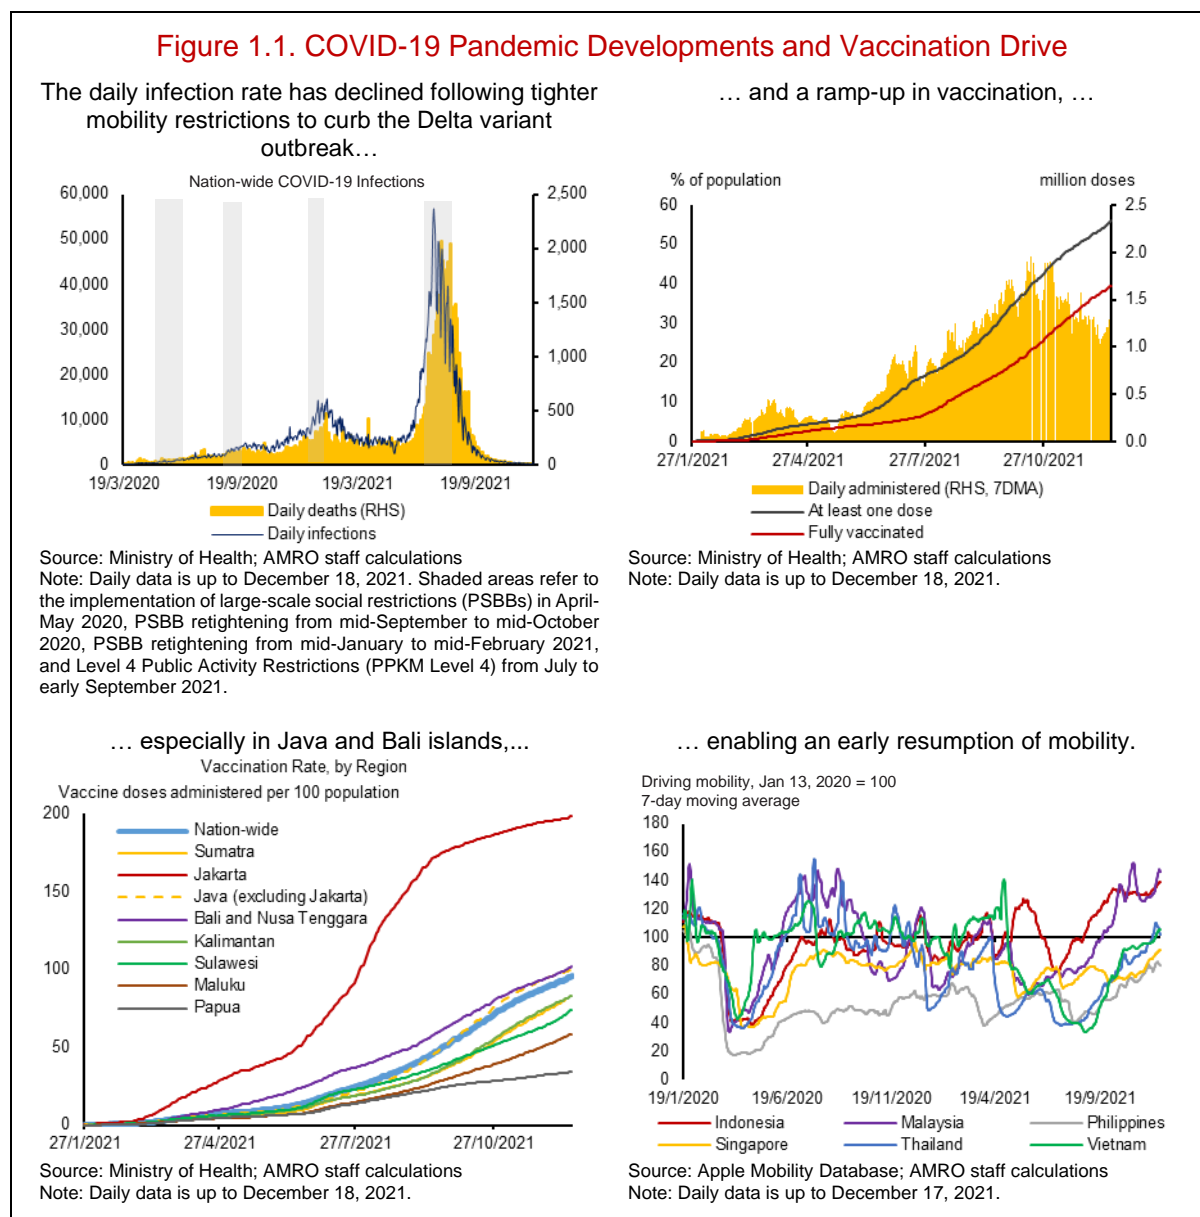 Figure 1.1. COVID-19 Pandemic Developments and Vaccination Drive
The daily infection rate has declined following tighter
mobility restrictions to curb the Delta variant
outbreak…
Nation-wide COVID-19 Infections
60,000
50,000
40,000
30,000
20,000
10,000
0
2,500
2,000
1,500
1,000
500
0
19/3/2020
19/9/2020
19/3/2021
19/9/2021
Daily deaths (RHS)
Daily infections
Source: Ministry of Health; AMRO staff calculations
Note: Daily data is up to December 18, 2021. Shaded areas refer to
the implementation of large-scale social restrictions (PSBBs) in April-
May 2020, PSBB retightening from mid-September to mid-October
2020, PSBB retightening from mid-January to mid-February 2021,
and Level 4 Public Activity Restrictions (PPKM Level 4) from July to
early September 2021.
… and a ramp-up in vaccination, …
% of population
million doses
60
50
40
30
20
10
0
2.5
2.0
1.5
1.0
0.5
0.0
27/1/2021
27/4/2021
27/7/2021
27/10/2021
Daily administered (RHS, 7DMA)
At least one dose
Fully vaccinated
Source: Ministry of Health; AMRO staff calculations
Note: Daily data is up to December 18, 2021.
… especially in Java and Bali islands,...
Vaccination Rate, by Region
Vaccine doses administered per 100 population
200
150
100
50
0
Nation-wide
Sumatra
Jakarta
Java (excluding Jakarta)
Bali and Nusa Tenggara
Kalimantan
Sulawesi
Maluku
Papua
27/1/2021
27/4/2021
27/7/2021
27/10/2021
Source: Ministry of Health; AMRO staff calculations
Note: Daily data is up to December 18, 2021.
… enabling an early resumption of mobility.
Driving mobility, Jan 13, 2020 = 100
7-day moving average
180
160
140
120
100
80
60
40
20
0
19/1/2020
19/6/2020
19/11/2020
19/4/2021
19/9/2021
Indonesia
Malaysia
Philippines
Singapore
Thailand
Vietnam
Source: Apple Mobility Database; AMRO staff calculations
Note: Daily data is up to December 17, 2021.